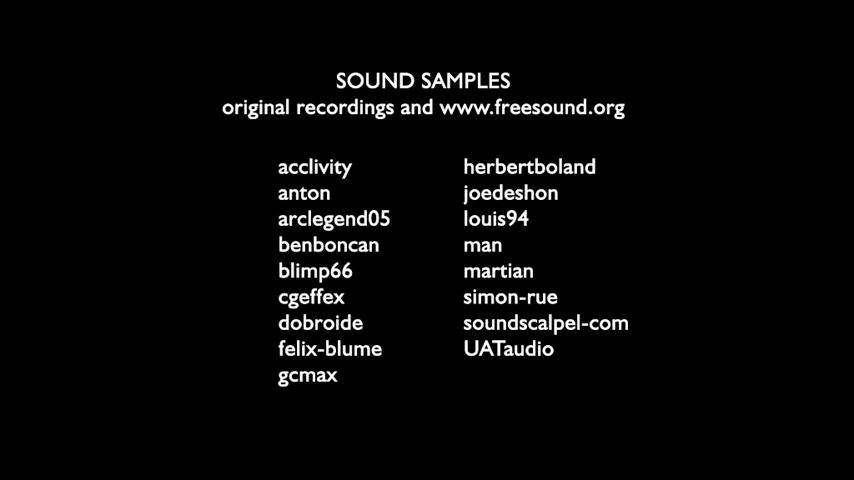 SOUND SAMPLES
original recordings and www.freesound.org
acclivity
anton
arclegend05
benboncan
blimp66
cgeffex
dobroide
felix-blume
gcmax
herbertboland
joedeshon
louis94
man
martian
simon-rue
soundscalpel-com
UATaudio